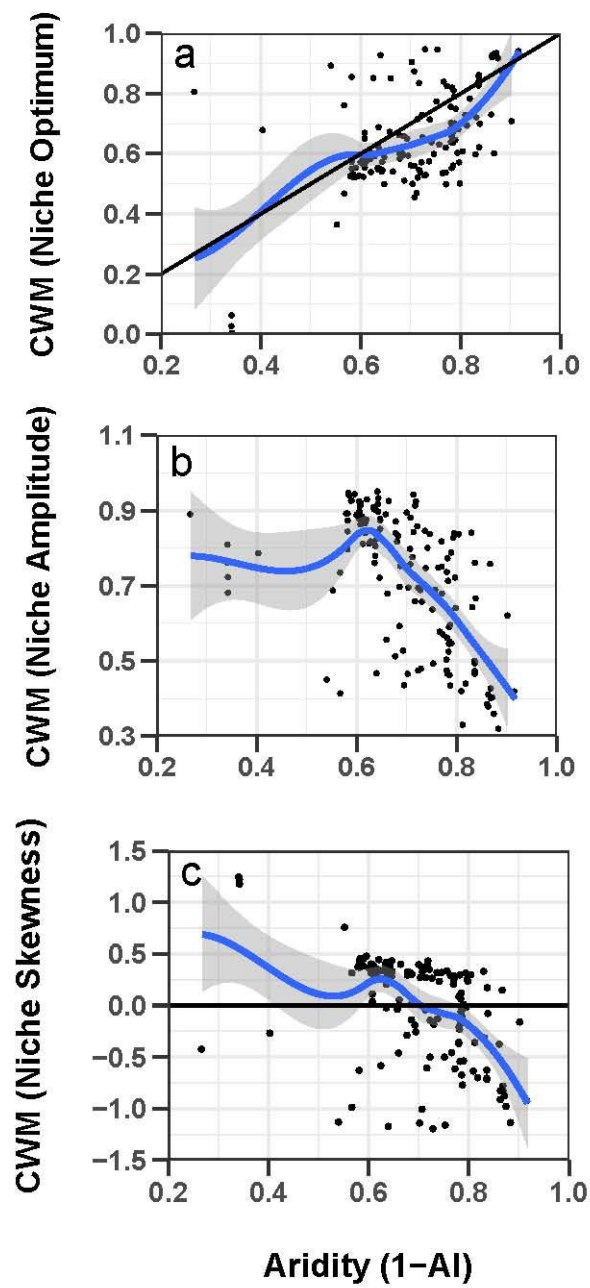 a
CWM (Niche Optimum)
1.0
0.8
0.6
0.4
0.2
0.0
0.2 0.4 0.6 0.8 1.0
b
CWM (Niche Amplitude)
1.1
0.9
0.7
0.5
0.3
0.2 0.4 0.6 0.8 1.0
c
CWM (Niche Skewness)
1.5
1.0
0.5
0.0
−0.5
−1.0
−1.5
0.2 0.4 0.6 0.8 1.0
Aridity (1−AI)